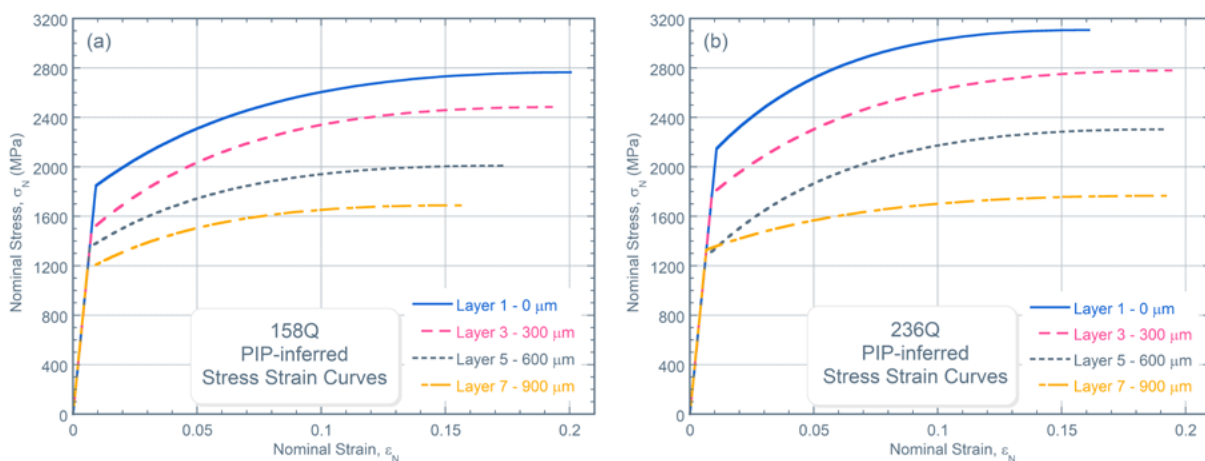 (a)
3200
2800
2400
2000
1600
1200
800
400
0
Nominal Stress, σN (MPa)
0
0.05
0.1
0.15
0.2
Nominal Strain, εN
158Q
PIP-inferred
Stress Strain Curves
Layer 1 - 0 μm
Layer 3 - 300 μm
Layer 5 - 600 μm
Layer 7 - 900 μm
(b)
3200
2800
2400
2000
1600
1200
800
400
0
Nominal Stress, σN (MPa)
0
0.05
0.1
0.15
0.2
Nominal Strain, εN
236Q
PIP-inferred
Stress Strain Curves
Layer 1 - 0 μm
Layer 3 - 300 μm
Layer 5 - 600 μm
Layer 7 - 900 μm